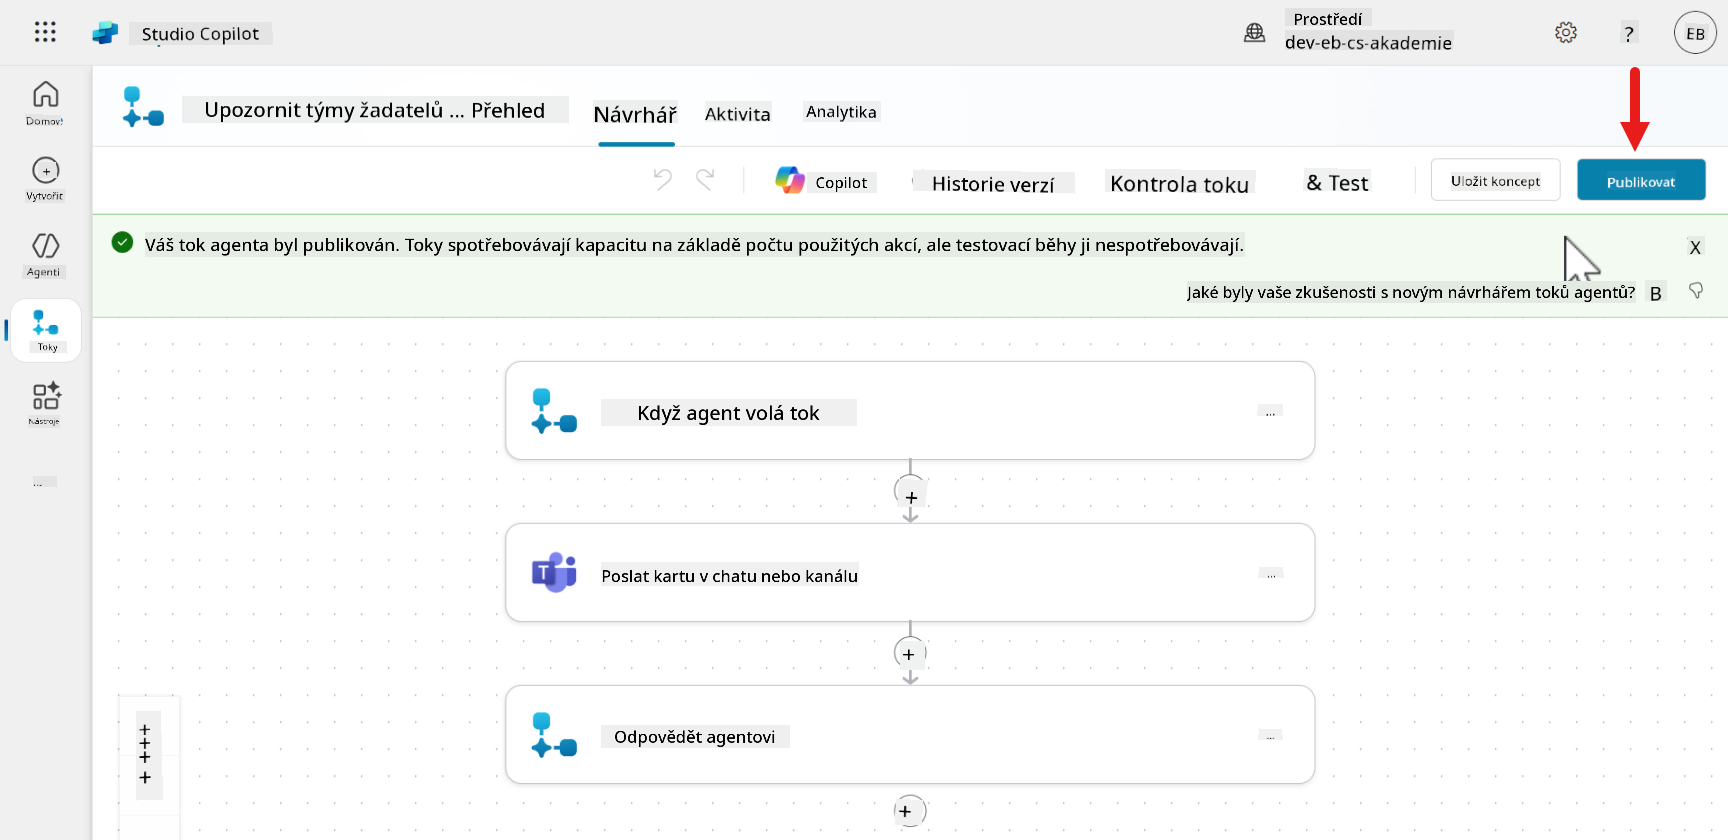 Studio Copilot
Prostředí
dev-eb-cs-akademie
?
EB
Domov!
Upozornit týmy žadatelů ... Přehled
Návrhář
Aktivita
Analytika
Vytvořit
Copilot
Historie verzí
Kontrola toku
& Test
Uložit koncept
Publikovat
Váš tok agenta byl publikován. Toky spotřebovávají kapacitu na základě počtu použitých akcí, ale testovací běhy ji nespotřebovávají.
X
Agenti
Jaké byly vaše zkušenosti s novým návrhářem toků agentů?
B
Toky
Když agent volá tok
...
Nástroje
...
+
Poslat kartu v chatu nebo kanálu
...
+
Odpovědět agentovi
...
+
+
+
+
+